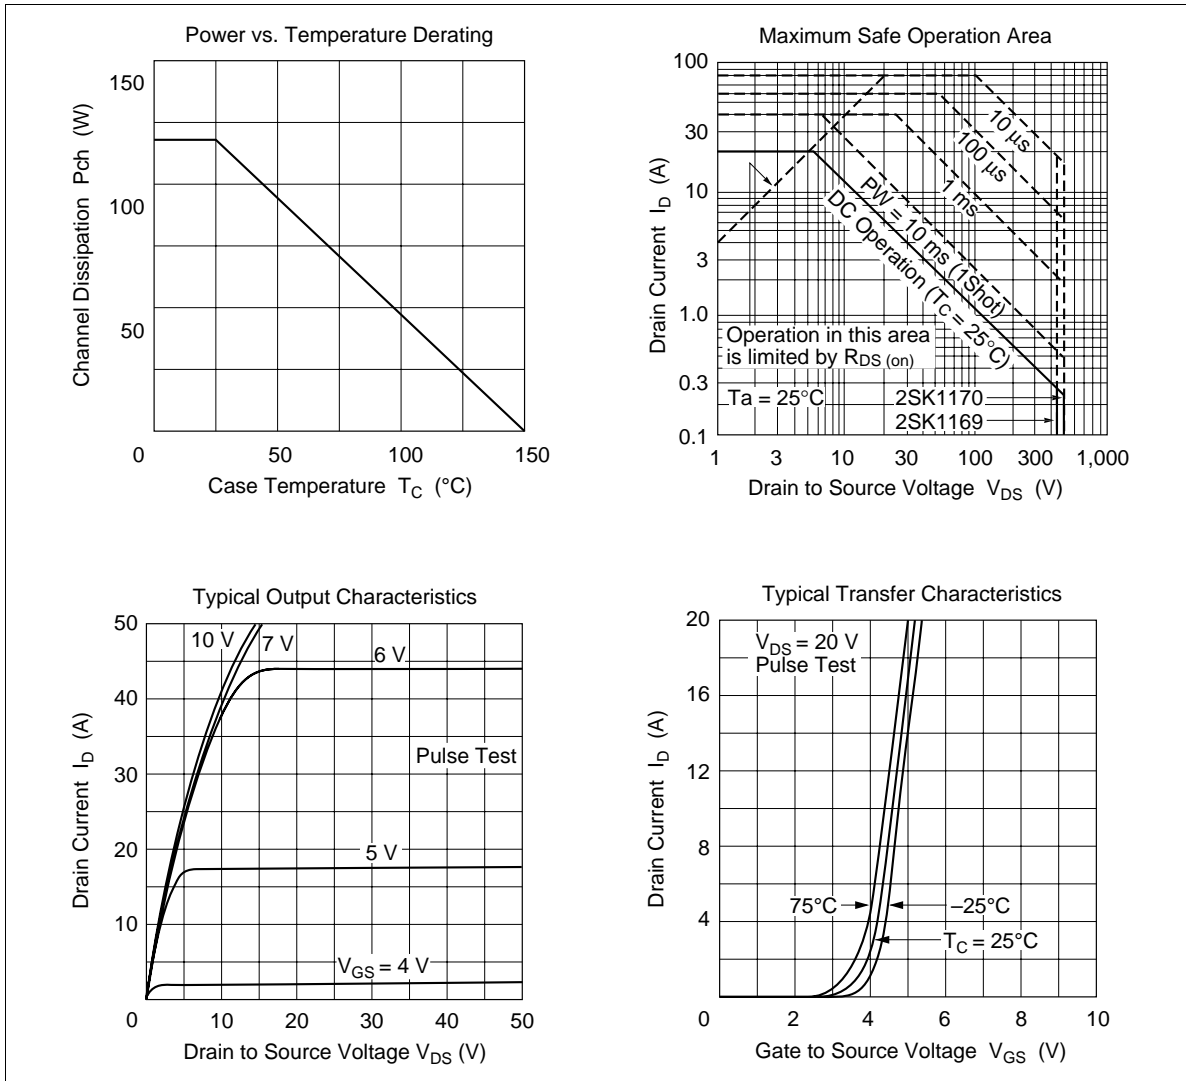 Power vs. Temperature Derating
150
100
50
0
50
100
150
Channel Dissipation Pch (W)
Case Temperature T_C (°C)
Maximum Safe Operation Area
100
30
10
3
1.0
0.3
0.1
1
3
10
30
100
300
1,000
Drain Current I_D (A)
10 µs
100 µs
1 ms
PW = 10 ms (1Shot)
DC Operation (T_C = 25°C)
Operation in this area
is limited by R_DS (on)
Ta = 25°C
2SK1170
2SK1169
Drain to Source Voltage V_DS (V)
Typical Output Characteristics
50
40
30
20
10
0
10
20
30
40
50
Drain Current I_D (A)
10 V
7 V
6 V
Pulse Test
5 V
V_GS = 4 V
Drain to Source Voltage V_DS (V)
Typical Transfer Characteristics
20
16
12
8
4
0
2
4
6
8
10
Drain Current I_D (A)
V_DS = 20 V
Pulse Test
75°C
–25°C
T_C = 25°C
Gate to Source Voltage V_GS (V)